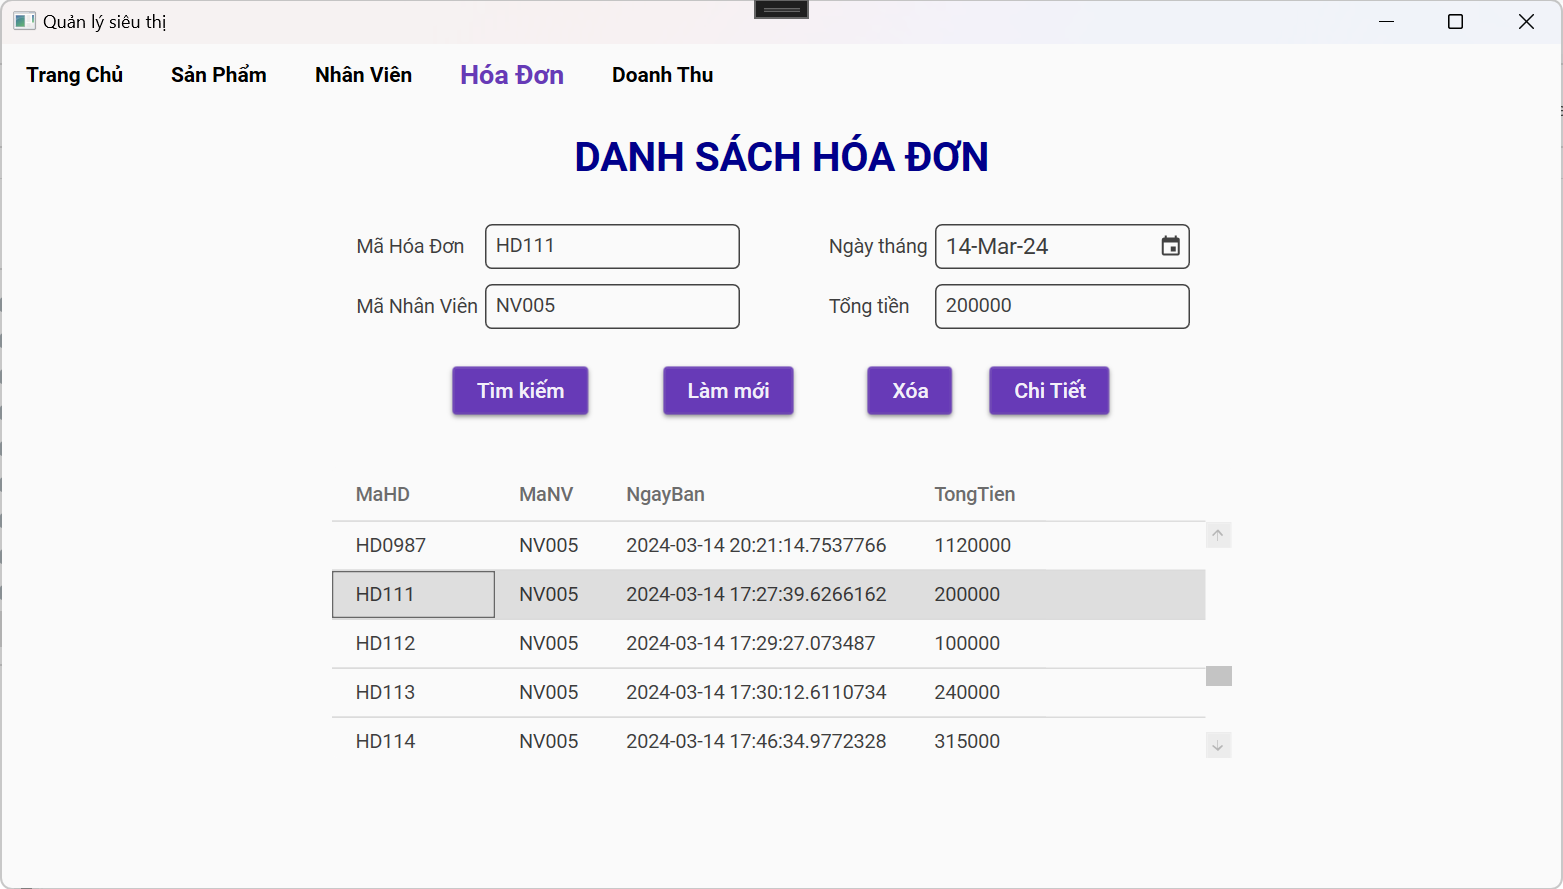 Quản lý siêu thị
Trang Chủ Sản Phẩm Nhân Viên Hóa Đơn Doanh Thu
DANH SÁCH HÓA ĐƠN
Mã Hóa Đơn HD111 Ngày tháng 14-Mar-24
Mã Nhân Viên NV005 Tổng tiền 200000
Tìm kiếm Làm mới Xóa Chi Tiết
MaHD MaNV NgayBan TongTien
HD0987 NV005 2024-03-14 20:21:14.7537766 1120000
HD111 NV005 2024-03-14 17:27:39.6266162 200000
HD112 NV005 2024-03-14 17:29:27.073487 100000
HD113 NV005 2024-03-14 17:30:12.6110734 240000
HD114 NV005 2024-03-14 17:46:34.9772328 315000